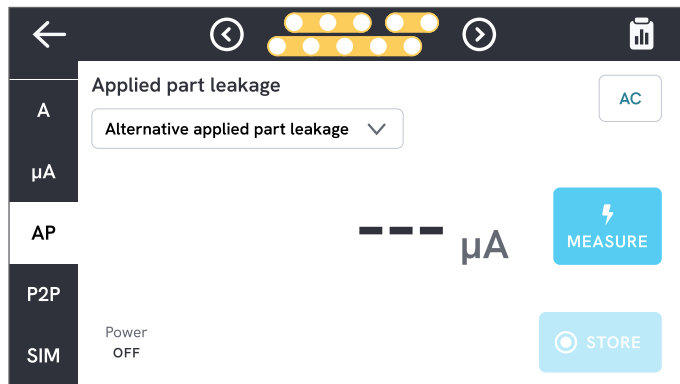 Applied part leakage
AC
Alternative applied part leakage
A
µA
AP
P2P
SIM
--- µA
MEASURE
Power
OFF
STORE